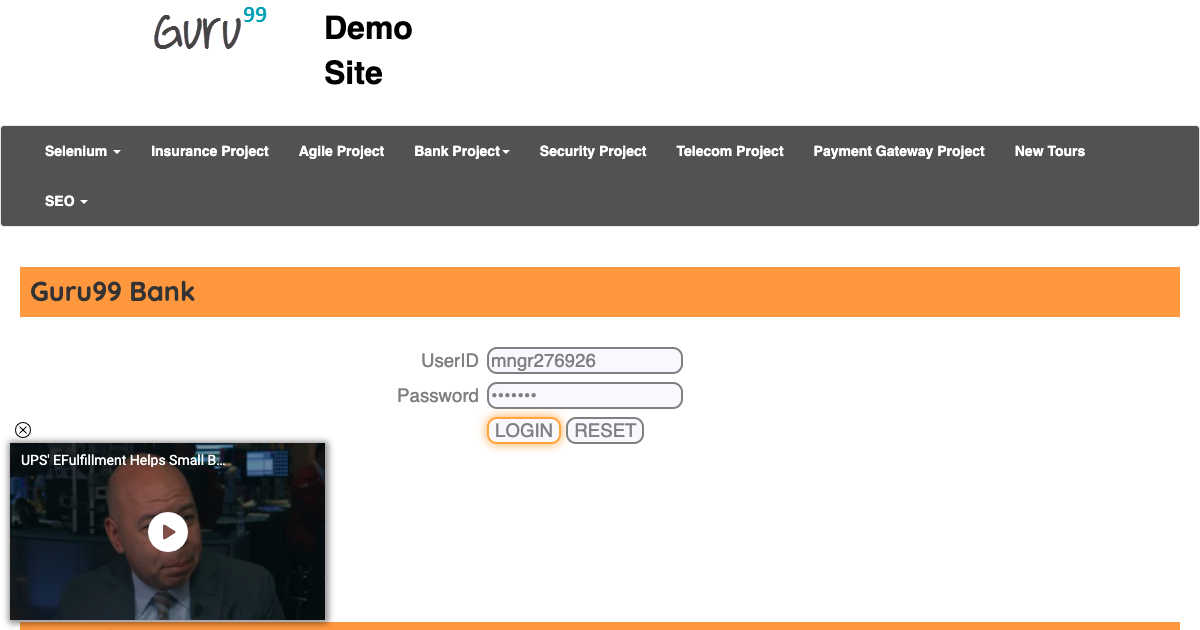 Guru99
Demo
Site
Selenium Insurance Project Agile Project Bank Project Security Project Telecom Project Payment Gateway Project New Tours
SEO
Guru99 Bank
UserID mngr276926
Password •••••••
LOGIN RESET
UPS' EFulfillment Helps Small B...